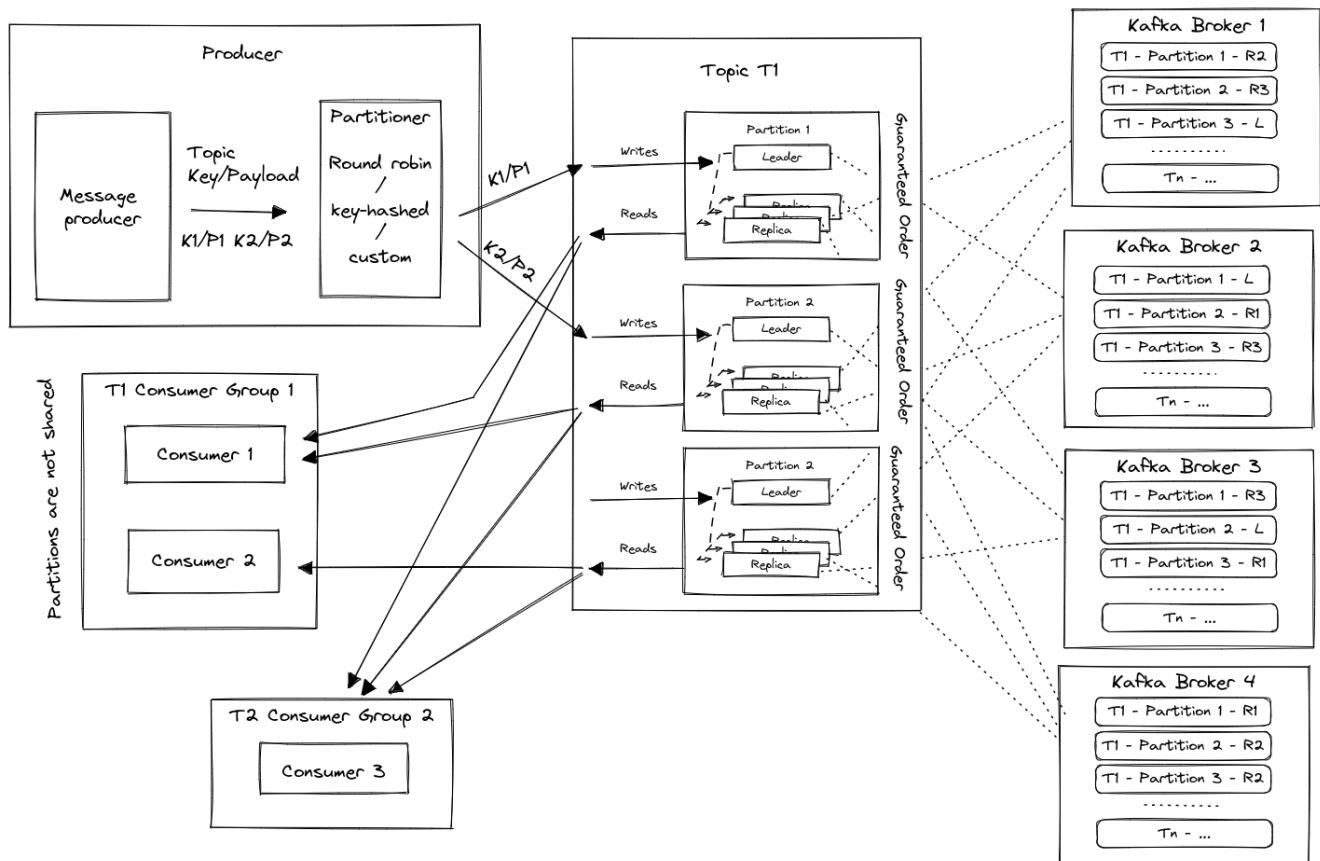 Producer
Message
producer
Topic
Key/Payload
K1/P1 K2/P2
Partitioner
Round robin
/
key-hashed
/
custom
K1/P1
K2/P2
Topic T1
Partition 1
Writes
Leader
Reads
Replica
Replica
Replica
Guaranteed Order
Partition 2
Writes
Leader
Reads
Replica
Replica
Replica
Guaranteed Order
Partition 2
Writes
Leader
Reads
Replica
Replica
Replica
Guaranteed Order
Partitions are not shared
T1 Consumer Group 1
Consumer 1
Consumer 2
T2 Consumer Group 2
Consumer 3
Kafka Broker 1
T1 - Partition 1 - R2
T1 - Partition 2 - R3
T1 - Partition 3 - L
..........
Tn - ...
Kafka Broker 2
T1 - Partition 1 - L
T1 - Partition 2 - R1
T1 - Partition 3 - R3
..........
Tn - ...
Kafka Broker 3
T1 - Partition 1 - R3
T1 - Partition 2 - L
T1 - Partition 3 - R1
..........
Tn - ...
Kafka Broker 4
T1 - Partition 1 - R1
T1 - Partition 2 - R2
T1 - Partition 3 - R2
..........
Tn - ...